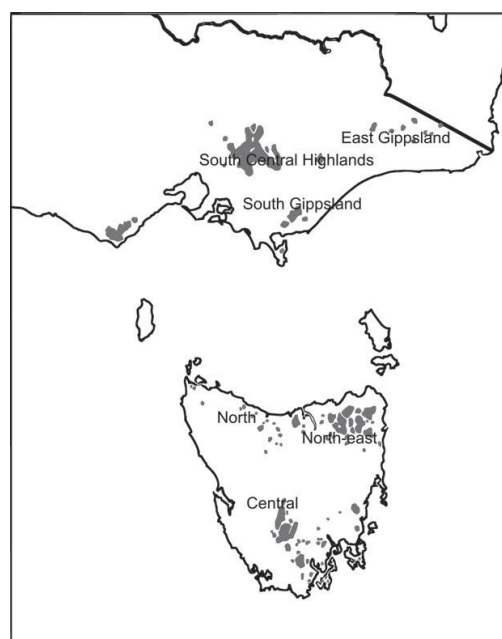 East Gippsland
South Central Highlands
South Gippsland
North
North-east
Central